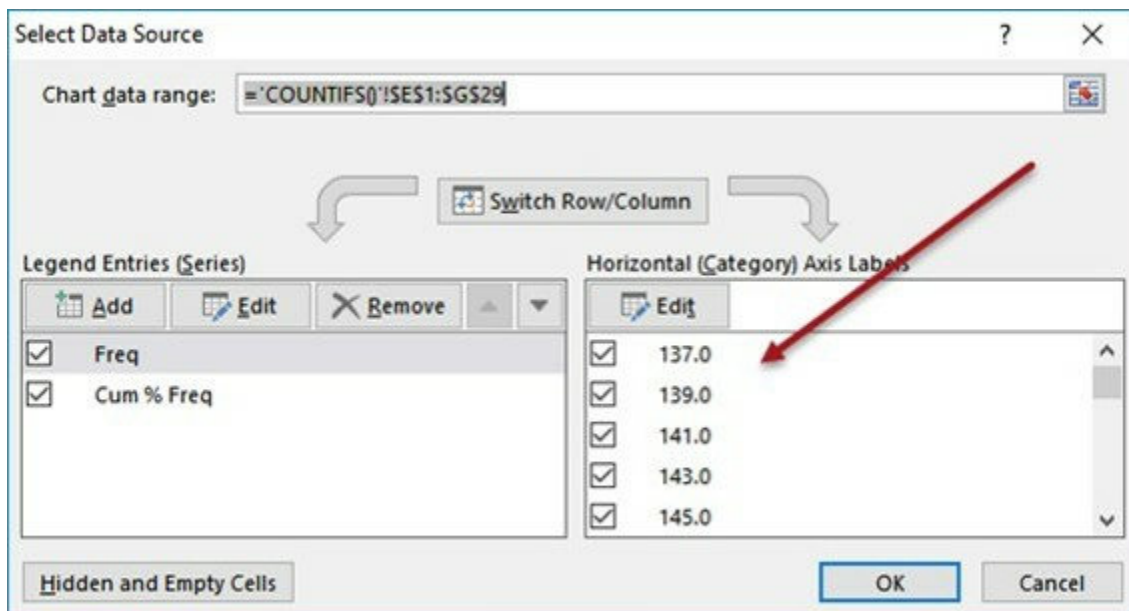 Select Data Source ? X
Chart data range: ='COUNTIFS()'!$E$1:$G$29
Switch Row/Column
Legend Entries (Series)
Add Edit Remove
Freq
Cum % Freq
Horizontal (Category) Axis Labels
Edit
137.0
139.0
141.0
143.0
145.0
Hidden and Empty Cells OK Cancel